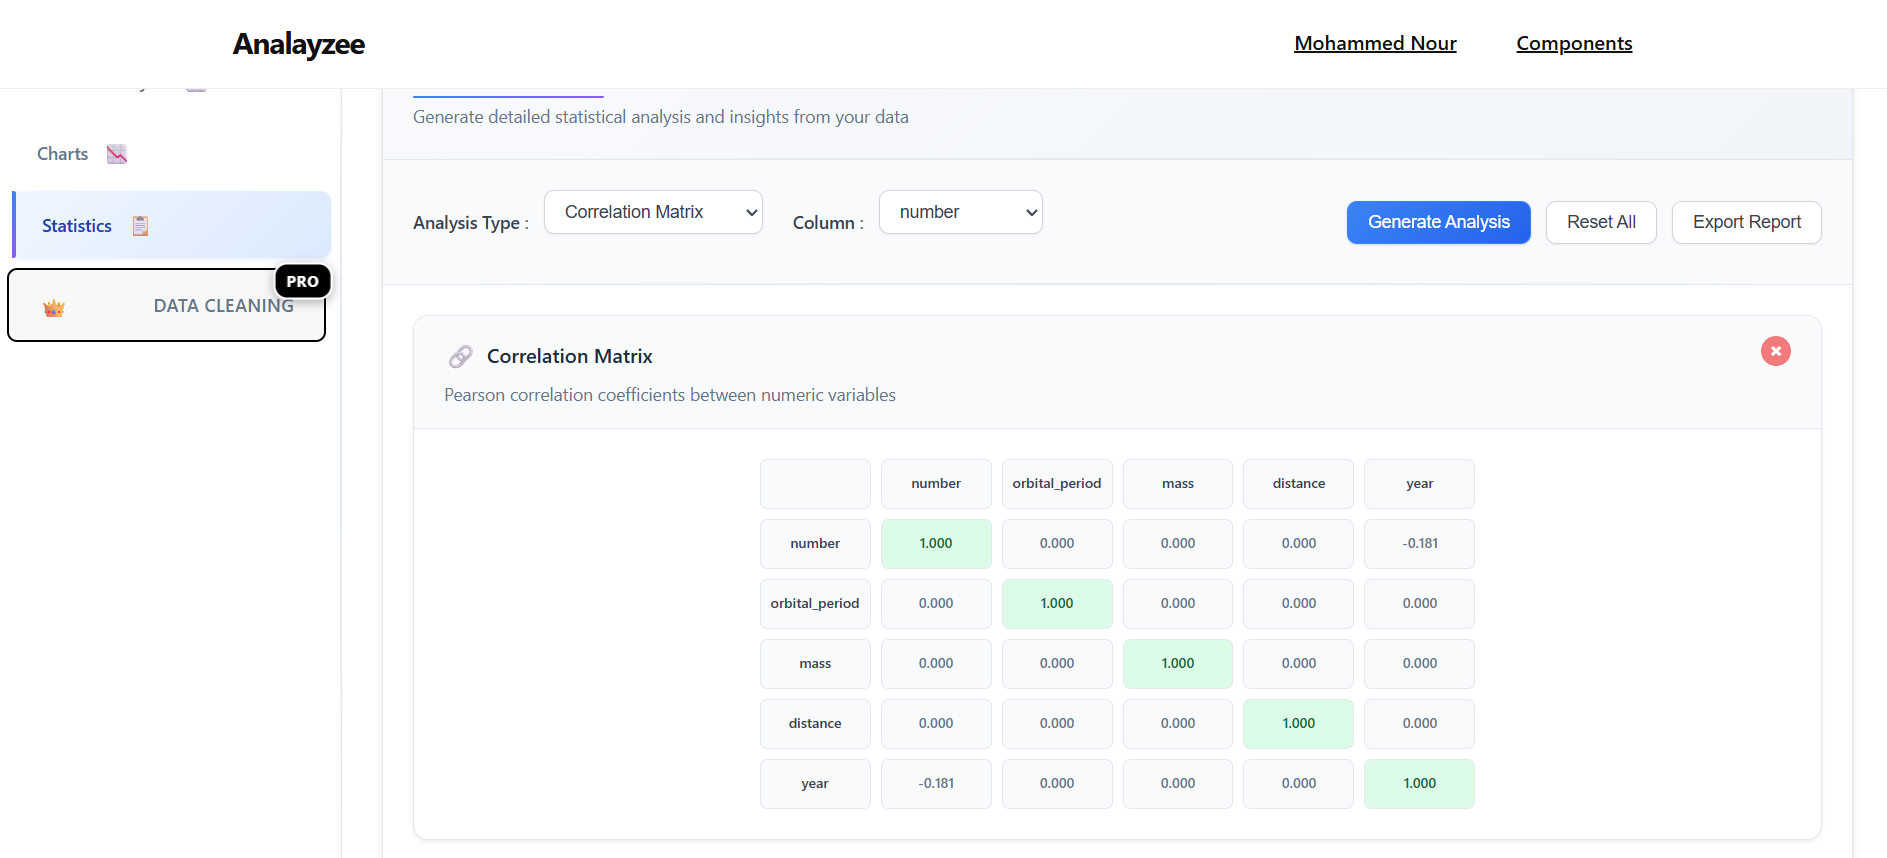 Analayzee
Mohammed Nour
Components
Generate detailed statistical analysis and insights from your data
Charts
Statistics
PRO
DATA CLEANING
Analysis Type :
Correlation Matrix
Column :
number
Generate Analysis
Reset All
Export Report
Correlation Matrix
Pearson correlation coefficients between numeric variables
number orbital_period mass distance year
number 1.000 0.000 0.000 0.000 -0.181
orbital_period 0.000 1.000 0.000 0.000 0.000
mass 0.000 0.000 1.000 0.000 0.000
distance 0.000 0.000 0.000 1.000 0.000
year -0.181 0.000 0.000 0.000 1.000